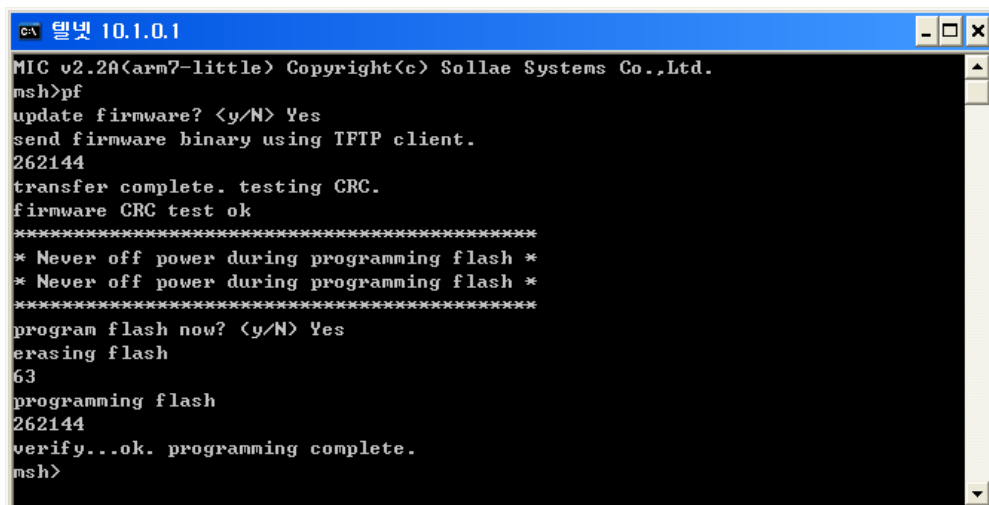 텔넷 10.1.0.1
MIC v2.2A(arm7-little) Copyright(c) Sollae Systems Co.,Ltd.
msh>pf
update firmware? (y/N) Yes
send firmware binary using TFTP client.
262144
transfer complete. testing CRC.
firmware CRC test ok
********************************************
* Never off power during programming flash *
* Never off power during programming flash *
********************************************
program flash now? (y/N) Yes
erasing flash
63
programming flash
262144
verify...ok. programming complete.
msh>